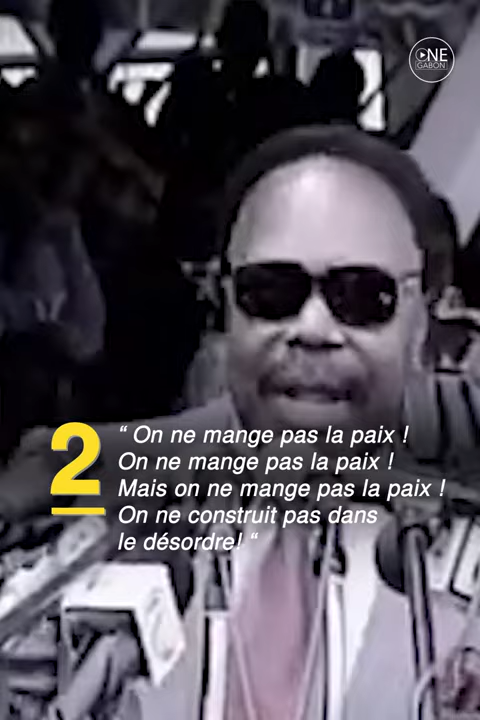 ONE
GABON
2
“ On ne mange pas la paix !
On ne mange pas la paix !
Mais on ne mange pas la paix !
On ne construit pas dans
le désordre! “